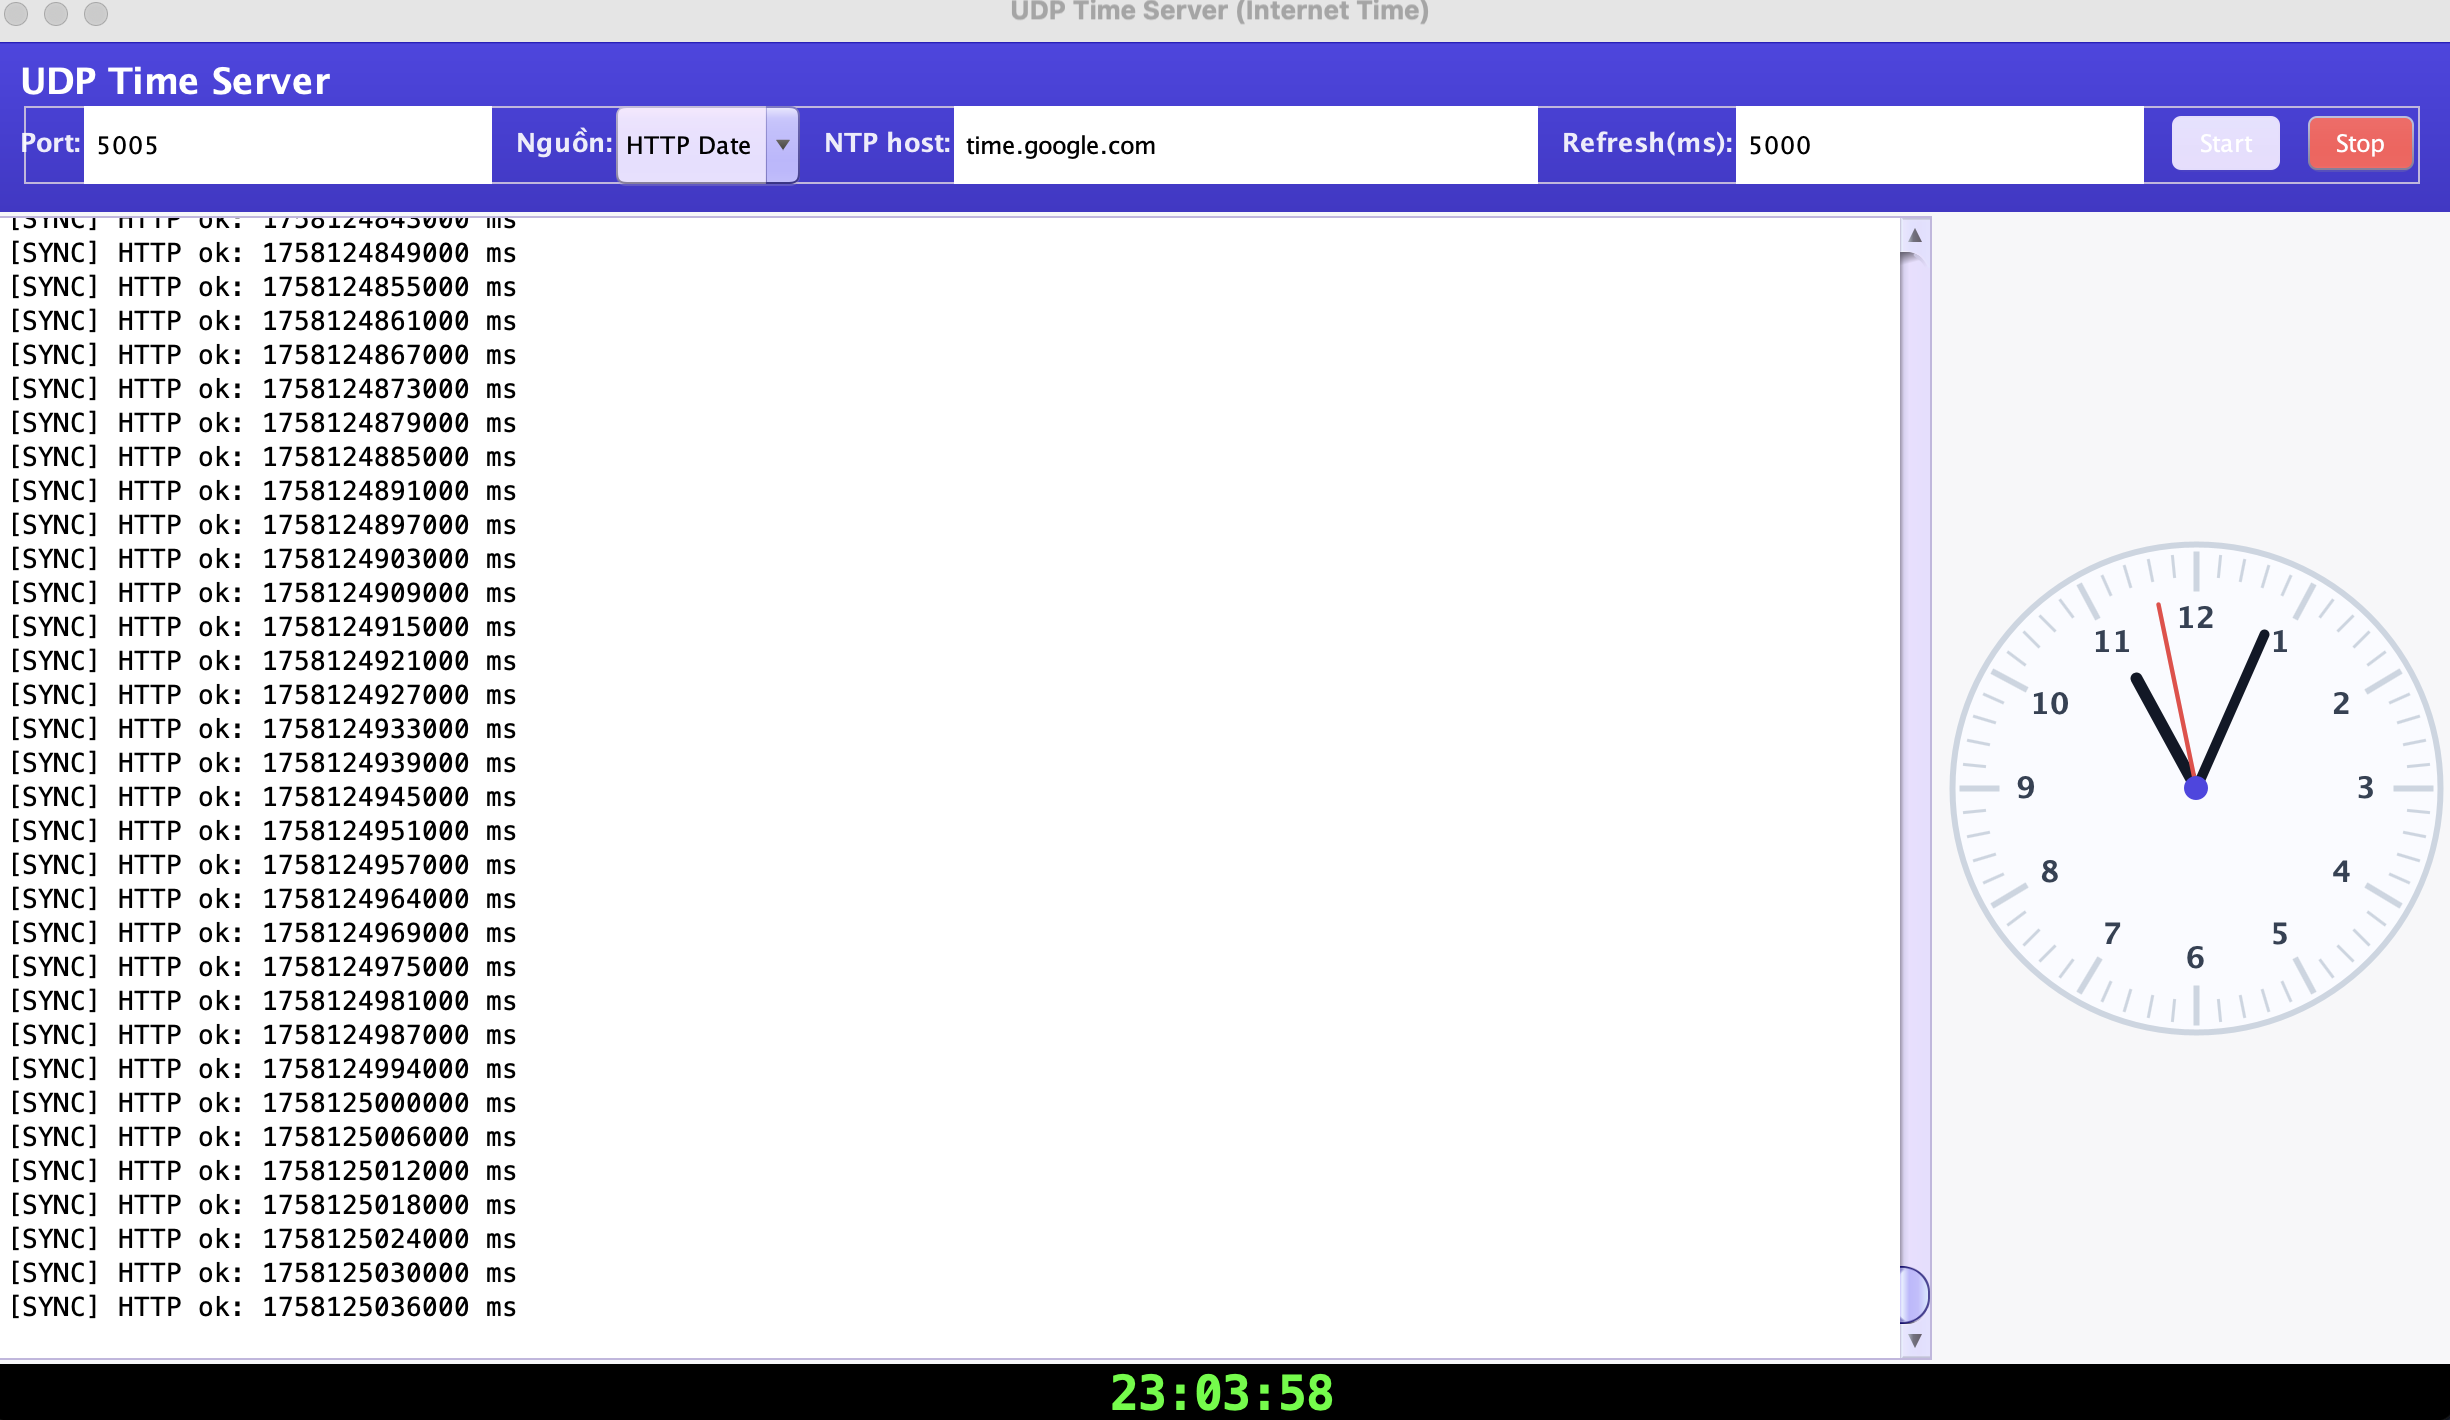 UDP Time Server (Internet Time)
UDP Time Server
Port: 5005 Nguồn: HTTP Date NTP host: time.google.com Refresh(ms): 5000 Start Stop
[SYNC] HTTP ok: 1758124843000 ms
[SYNC] HTTP ok: 1758124849000 ms
[SYNC] HTTP ok: 1758124855000 ms
[SYNC] HTTP ok: 1758124861000 ms
[SYNC] HTTP ok: 1758124867000 ms
[SYNC] HTTP ok: 1758124873000 ms
[SYNC] HTTP ok: 1758124879000 ms
[SYNC] HTTP ok: 1758124885000 ms
[SYNC] HTTP ok: 1758124891000 ms
[SYNC] HTTP ok: 1758124897000 ms
[SYNC] HTTP ok: 1758124903000 ms
[SYNC] HTTP ok: 1758124909000 ms
[SYNC] HTTP ok: 1758124915000 ms
[SYNC] HTTP ok: 1758124921000 ms
[SYNC] HTTP ok: 1758124927000 ms
[SYNC] HTTP ok: 1758124933000 ms
[SYNC] HTTP ok: 1758124939000 ms
[SYNC] HTTP ok: 1758124945000 ms
[SYNC] HTTP ok: 1758124951000 ms
[SYNC] HTTP ok: 1758124957000 ms
[SYNC] HTTP ok: 1758124964000 ms
[SYNC] HTTP ok: 1758124969000 ms
[SYNC] HTTP ok: 1758124975000 ms
[SYNC] HTTP ok: 1758124981000 ms
[SYNC] HTTP ok: 1758124987000 ms
[SYNC] HTTP ok: 1758124994000 ms
[SYNC] HTTP ok: 1758125000000 ms
[SYNC] HTTP ok: 1758125006000 ms
[SYNC] HTTP ok: 1758125012000 ms
[SYNC] HTTP ok: 1758125018000 ms
[SYNC] HTTP ok: 1758125024000 ms
[SYNC] HTTP ok: 1758125030000 ms
[SYNC] HTTP ok: 1758125036000 ms
12
11 1
10 2
9 3
8 4
7 5
6
23:03:58